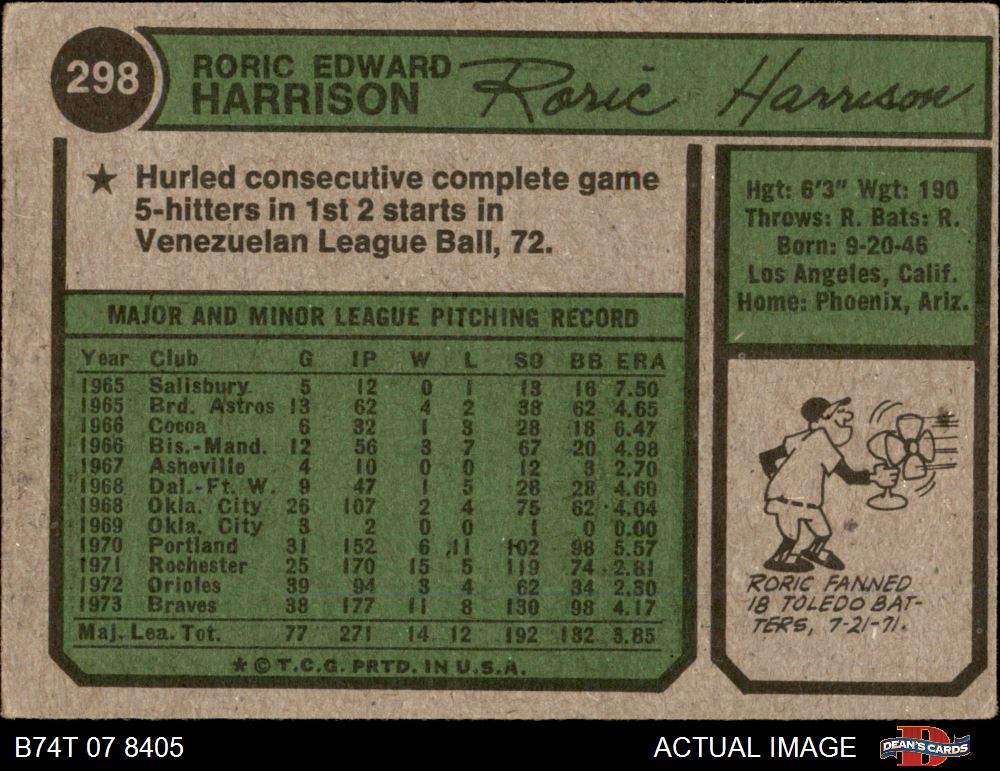 298
RORIC EDWARD
HARRISON
Roric Harrison
★ Hurled consecutive complete game
5-hitters in 1st 2 starts in
Venezuelan League Ball, 72.
Hgt: 6'3" Wgt: 190
Throws: R. Bats: R.
Born: 9-20-46
Los Angeles, Calif.
Home: Phoenix, Ariz.
MAJOR AND MINOR LEAGUE PITCHING RECORD
Year Club G IP W L SO BB ERA
1965 Salisbury 5 12 0 1 13 16 7.50
1965 Brd. Astros 13 62 4 2 38 62 4.65
1966 Cocoa 6 32 1 3 28 18 6.47
1966 Bis.-Mand. 12 56 3 7 67 20 4.98
1967 Asheville 4 10 0 0 12 3 2.70
1968 Dal.-Ft. W. 9 47 1 5 26 28 4.60
1968 Okla. City 26 107 2 4 75 62 4.04
1969 Okla. City 3 2 0 0 1 0 0.00
1970 Portland 31 152 6 11 102 98 5.57
1971 Rochester 25 170 15 5 119 74 2.81
1972 Orioles 39 94 3 4 62 34 2.30
1973 Braves 38 177 11 8 130 98 4.17
Maj. Lea. Tot. 77 271 14 12 192 132 3.85
★ © T.C.G. PRTD. IN U.S.A.
RORIC FANNED
18 TOLEDO BAT-
TERS, 7-21-71.
B74T 07 8405
ACTUAL IMAGE
DEAN'S CARDS